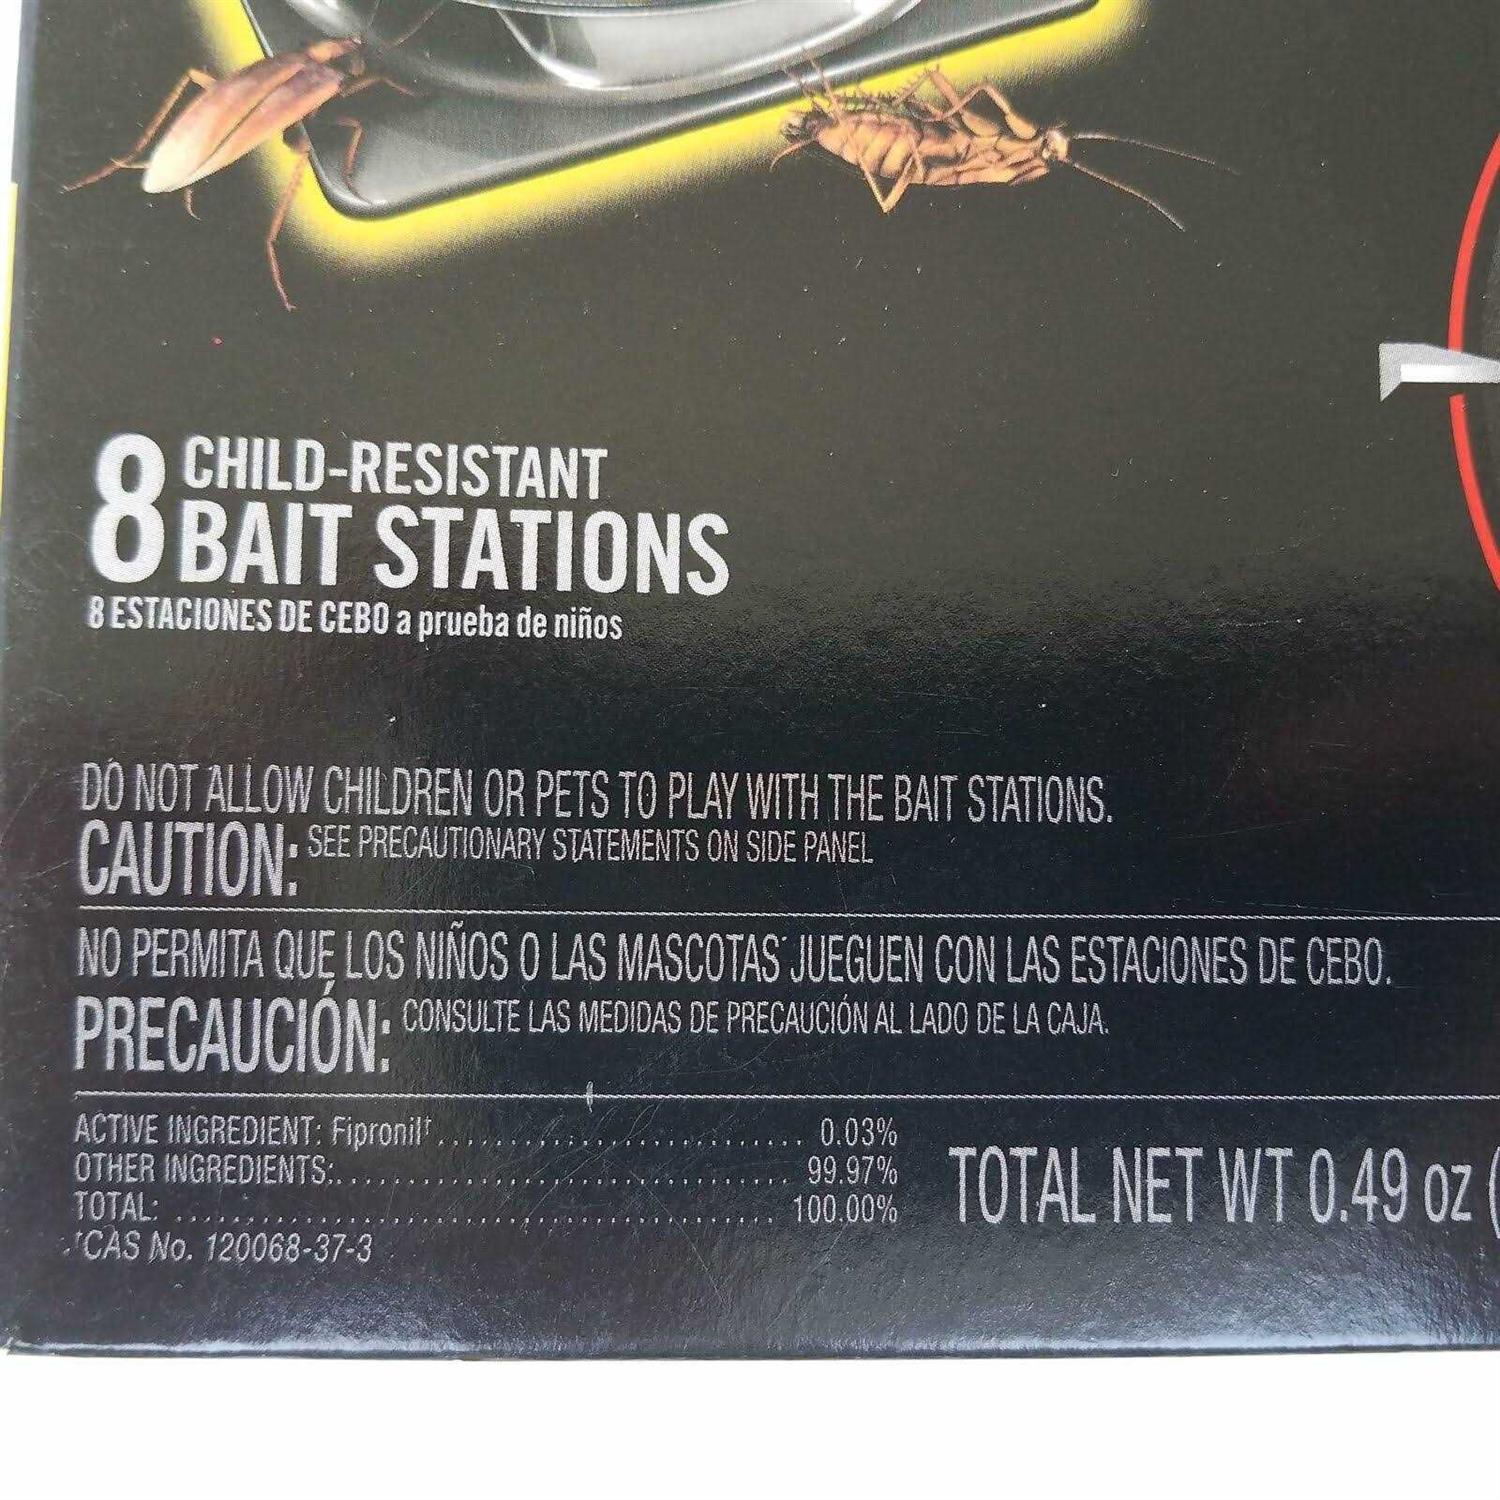 8 CHILD-RESISTANT
BAIT STATIONS
8 ESTACIONES DE CEBO a prueba de niños
DO NOT ALLOW CHILDREN OR PETS TO PLAY WITH THE BAIT STATIONS.
CAUTION: SEE PRECAUTIONARY STATEMENTS ON SIDE PANEL
NO PERMITA QUE LOS NIÑOS O LAS MASCOTAS JUEGUEN CON LAS ESTACIONES DE CEBO.
PRECAUCIÓN: CONSULTE LAS MEDIDAS DE PRECAUCIÓN AL LADO DE LA CAJA.
ACTIVE INGREDIENT: Fipronil†.......................................... 0.03%
OTHER INGREDIENTS:.......................................... 99.97%
TOTAL: .......................................... 100.00%
†CAS No. 120068-37-3
TOTAL NET WT 0.49 oz (